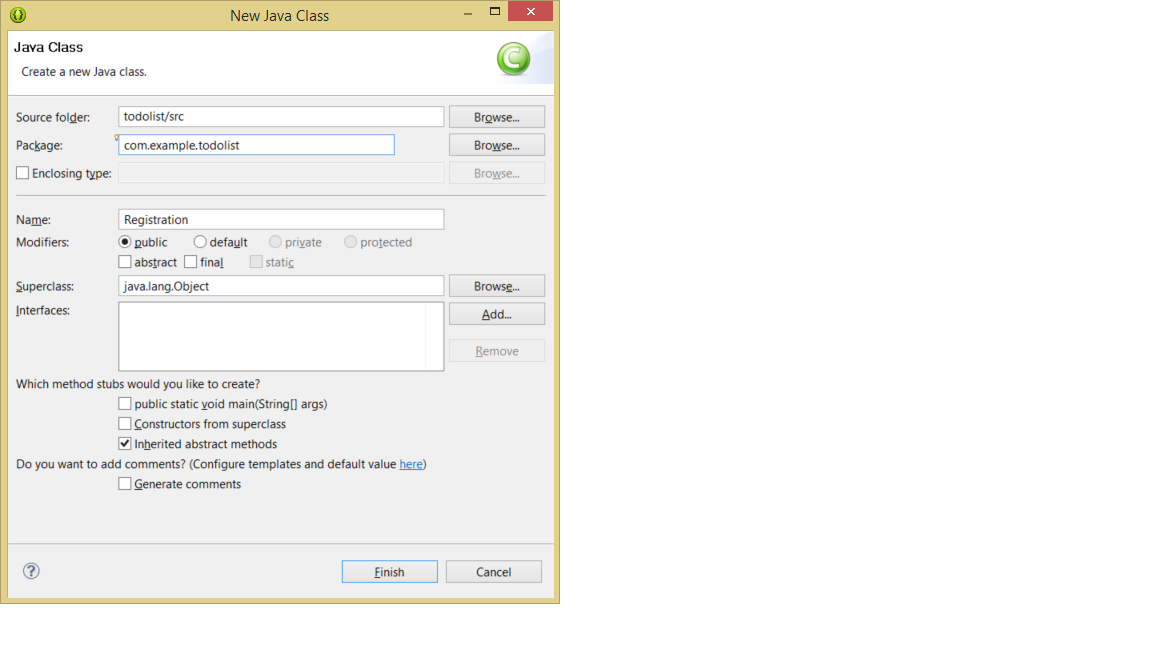 New Java Class
Java Class
Create a new Java class.
Source folder: todolist/src Browse...
Package: com.example.todolist Browse...
Enclosing type: Browse...
Name: Registration
Modifiers: public default private protected
abstract final static
Superclass: java.lang.Object Browse...
Interfaces: Add...
Remove
Which method stubs would you like to create?
public static void main(String[] args)
Constructors from superclass
Inherited abstract methods
Do you want to add comments? (Configure templates and default value here)
Generate comments
? Finish Cancel